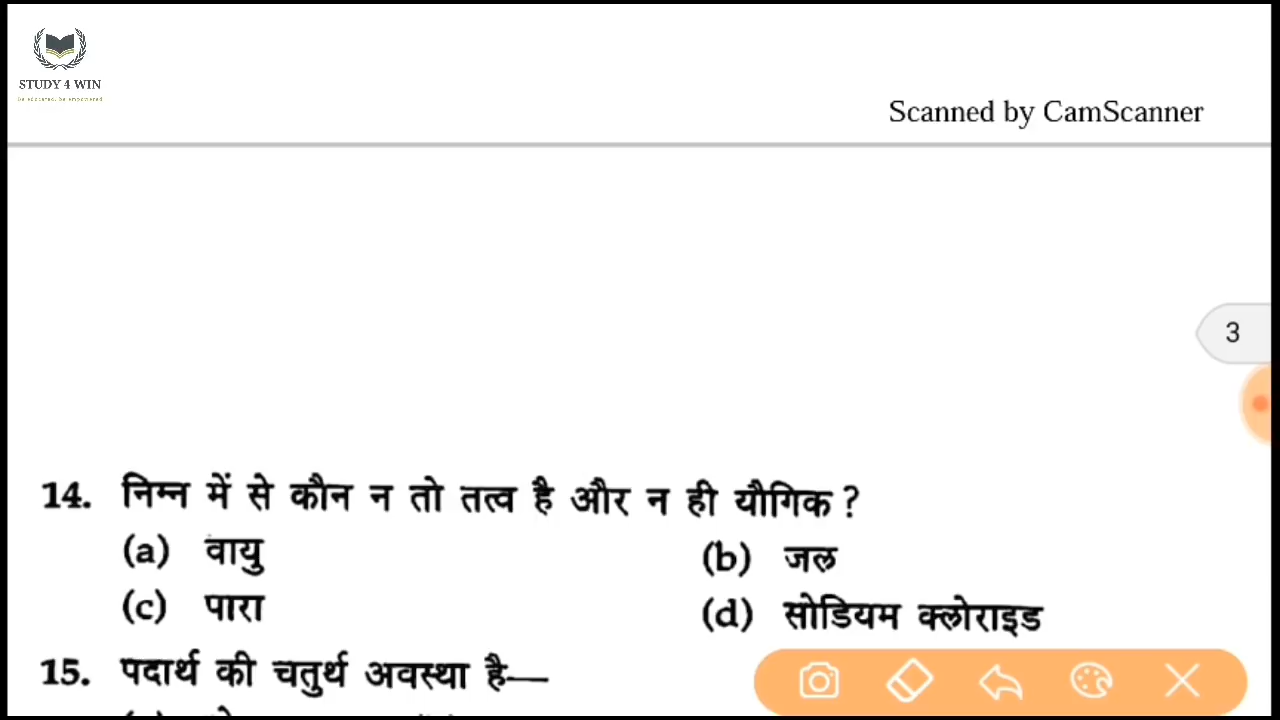 STUDY 4 WIN
Scanned by CamScanner
3
14. निम्न में से कौन न तो तत्व है और न ही यौगिक ?
(a) वायु (b) जल
(c) पारा (d) सोडियम क्लोराइड
15. पदार्थ की चतुर्थ अवस्था है—